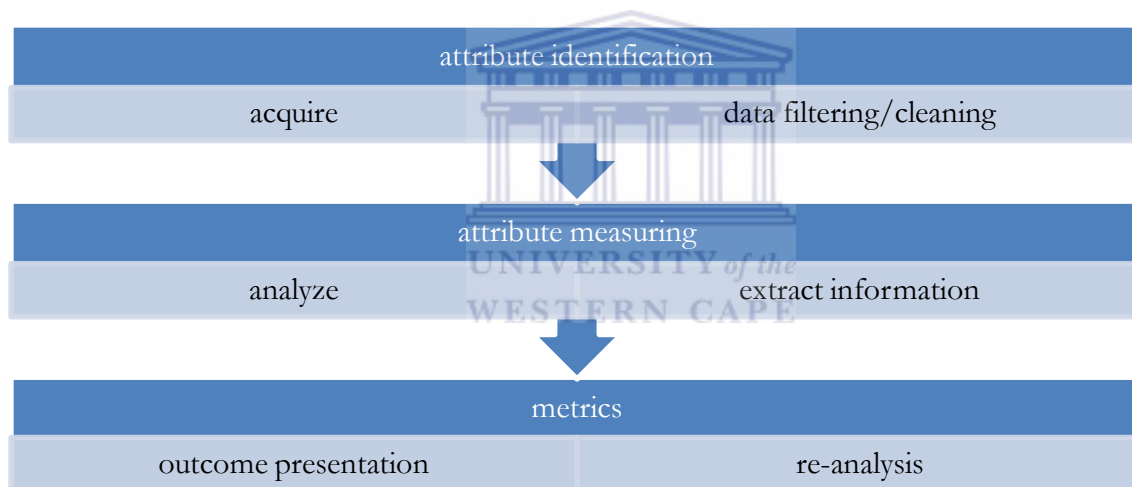 attribute identification
acquire
data filtering/cleaning
attribute measuring
UNIVERSITY of the
analyze
extract information
WESTERN CAPE
metrics
outcome presentation
re-analysis